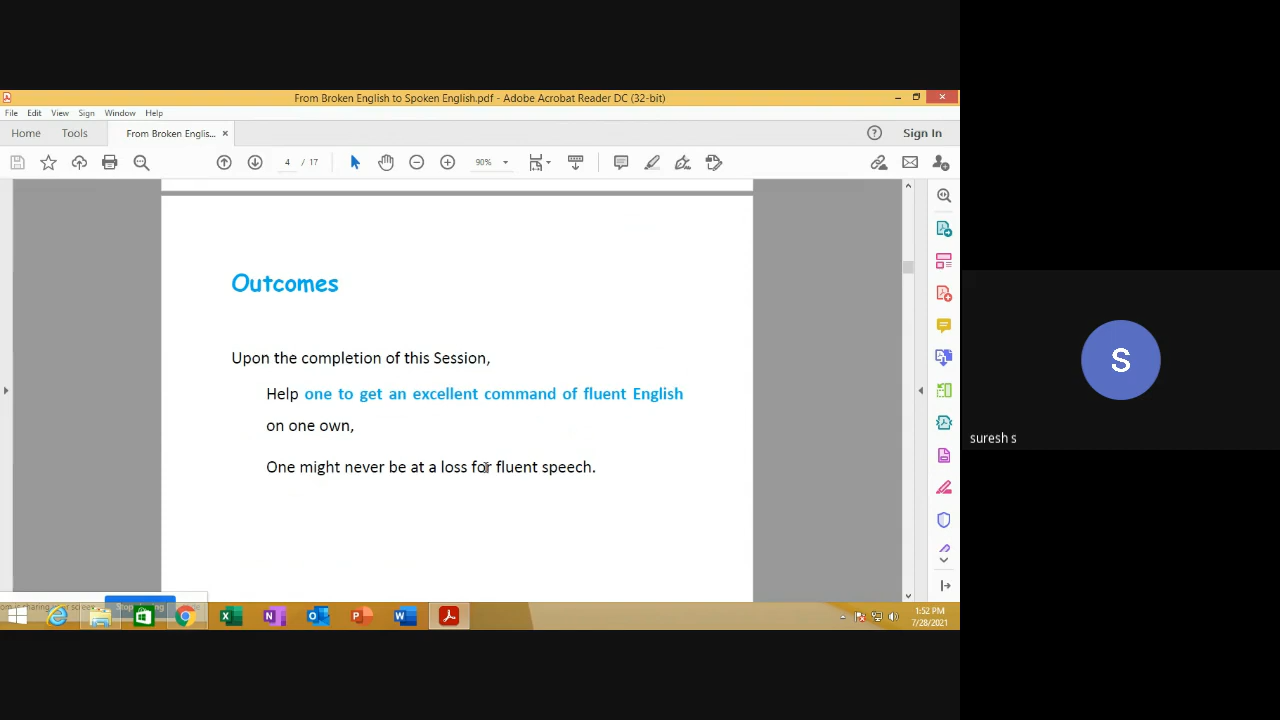 From Broken English to Spoken English.pdf - Adobe Acrobat Reader DC (32-bit)
File Edit View Sign Window Help
Home Tools From Broken Englis... × Sign In
4 / 17 90%
Outcomes
Upon the completion of this Session,
Help one to get an excellent command of fluent English
on one own,
One might never be at a loss for fluent speech.
S
suresh s
1:52 PM
7/28/2021